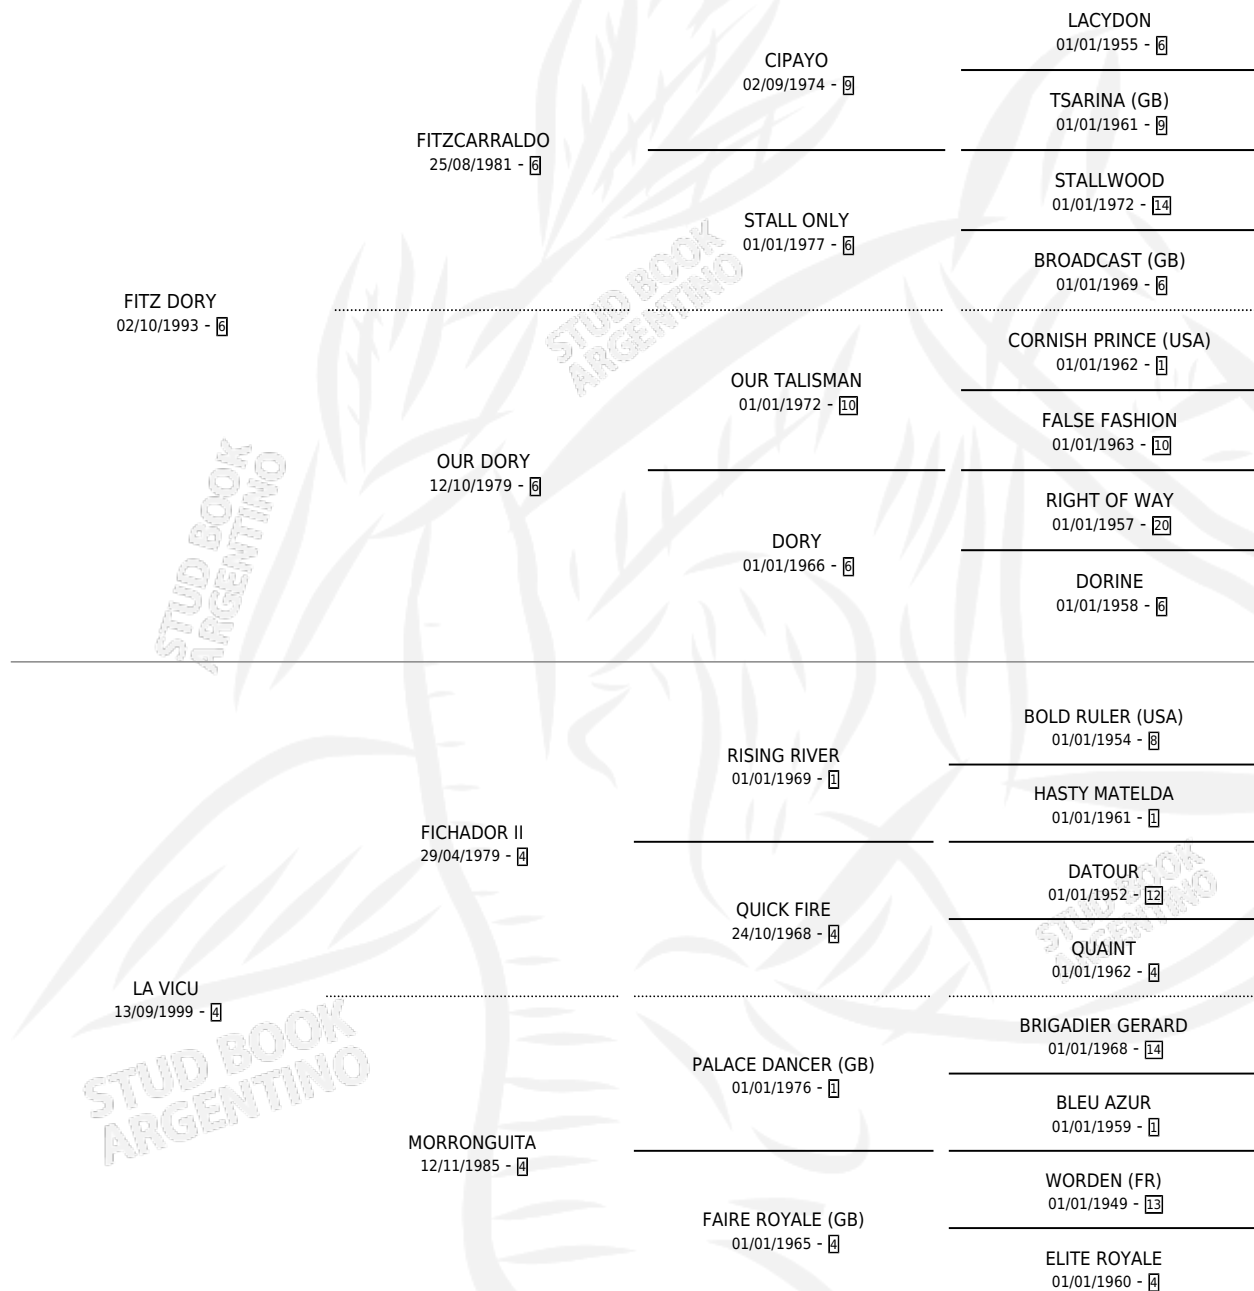 LACYDON
01/01/1955 - 6
CIPAYO
02/09/1974 - 9
TSARINA (GB)
01/01/1961 - 9
FITZCARRALDO
25/08/1981 - 6
STALLWOOD
01/01/1972 - 14
STALL ONLY
01/01/1977 - 6
BROADCAST (GB)
01/01/1969 - 6
FITZ DORY
02/10/1993 - 6
CORNISH PRINCE (USA)
01/01/1962 - 1
OUR TALISMAN
01/01/1972 - 10
FALSE FASHION
01/01/1963 - 10
OUR DORY
12/10/1979 - 6
RIGHT OF WAY
01/01/1957 - 20
DORY
01/01/1966 - 6
DORINE
01/01/1958 - 6
BOLD RULER (USA)
01/01/1954 - 8
RISING RIVER
01/01/1969 - 1
HASTY MATELDA
01/01/1961 - 1
FICHADOR II
29/04/1979 - 4
DATOUR
01/01/1952 - 12
QUICK FIRE
24/10/1968 - 4
QUAINT
01/01/1962 - 4
LA VICU
13/09/1999 - 4
BRIGADIER GERARD
01/01/1968 - 14
PALACE DANCER (GB)
01/01/1976 - 1
BLEU AZUR
01/01/1959 - 1
MORRONGUITA
12/11/1985 - 4
WORDEN (FR)
01/01/1949 - 13
FAIRE ROYALE (GB)
01/01/1965 - 4
ELITE ROYALE
01/01/1960 - 4
STUD BOOK
ARGENTINO
STUD BOOK
ARGENTINO
STUD BOOK
ARGENTINO
STUD BOOK
ARGENTINO